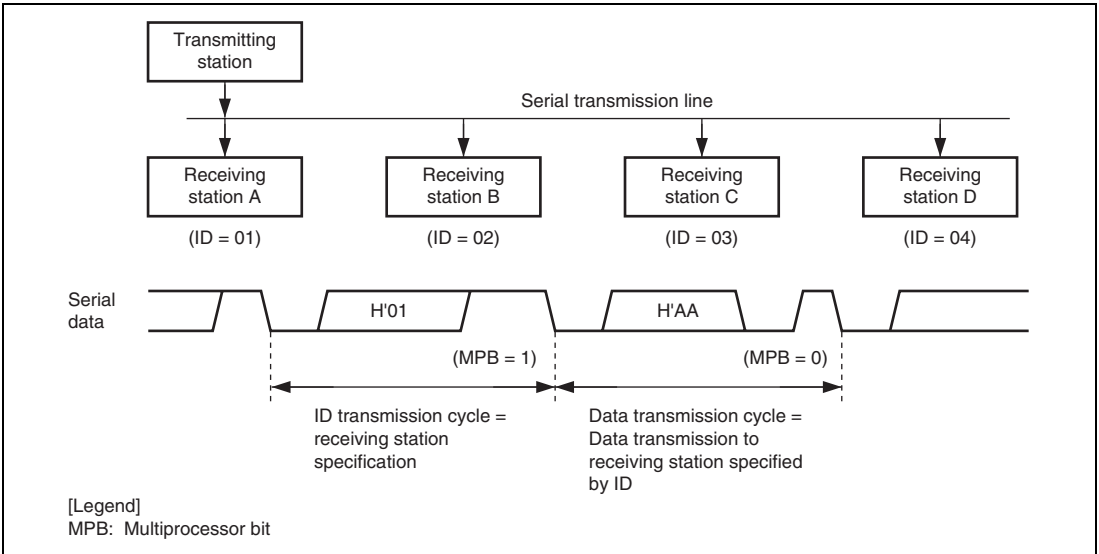 Transmitting
station
Serial transmission line
Receiving
station A
Receiving
station B
Receiving
station C
Receiving
station D
(ID = 01)
(ID = 02)
(ID = 03)
(ID = 04)
Serial
data
H'01
H'AA
(MPB = 1)
(MPB = 0)
ID transmission cycle =
receiving station
specification
Data transmission cycle =
Data transmission to
receiving station specified
by ID
[Legend]
MPB: Multiprocessor bit